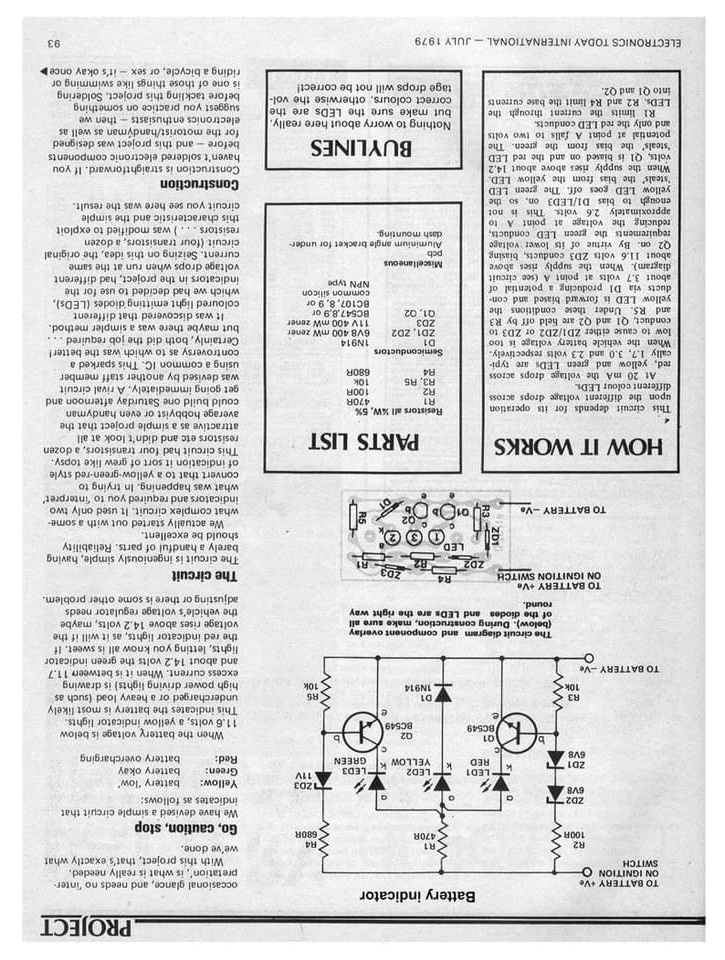 PROJECT
Battery indicator
TO BATTERY +Ve
ON IGNITION
SWITCH
R2
100R
R1
470R
R4
680R
ZD2
6V8
ZD1
6V8
a
a
a
ZD3
11V
LED1
RED
LED2
YELLOW
LED3
GREEN
k
k
k
c
c
b
Q1
BC549
Q2
BC549
b
e
e
R3
10k
D1
1N914
R5
10k
TO BATTERY –Ve
The circuit diagram and component overlay
(below). During construction, make sure all
of the diodes and LEDs are the right way
round.
TO BATTERY +Ve
ON IGNITION SWITCH
R4
ZD3
ZD2
R2
R1
ZD1
LED
a
1
3
2
k
c
c
Q2
R3
Q1
b
b
D1
R5
e
e
TO BATTERY –Ve
HOW IT WORKS
This circuit depends for its operation
upon the different voltage drops across
different colour LEDs.
At 20 mA the voltage drops across
red, yellow and green LEDs are typi-
cally 1.7, 3.0 and 2.3 volts respectively.
When the vehicle battery voltage is too
low to cause either ZD1/ZD2 or ZD3 to
conduct, Q1 and Q2 are held off by R3
and R5. Under these conditions the
yellow LED is forward biased and con-
ducts via D1 producing a potential of
about 3.7 volts at point A (see circuit
diagram). When the supply rises above
about 11.6 volts ZD3 conducts, biasing
Q2 on. By virtue of its lower voltage
requirements the green LED conducts,
reducing the voltage at point A to
approximately 2.6 volts. This is not
enough to bias D1/LED3 on, so the
yellow LED goes off. The green LED
'steals' the bias from the yellow LED.
When the supply rises above about 14.2
volts, Q1 is biased on and the red LED
'steals' the bias from the green. The
potential at point A falls to two volts
and only the red LED conducts.
R1 limits the current through the
LEDs. R2 and R4 limit the base currents
into Q1 and Q2.
PARTS LIST
Resistors all ¼W, 5%
R1 470R
R2 100R
R3, R5 10k
R4 680R
Semiconductors
D1 1N914
ZD1, ZD2 6V8 400 mW zener
ZD3 11V 400 mW zener
Q1, Q2 BC547,8,9 or
BC107, 8, 9 or
common silicon
NPN type
Miscellaneous
pcb
Aluminium angle bracket for under-
dash mounting.
BUYLINES
Nothing to worry about here really,
but make sure the LEDs are the
correct colours, otherwise the vol-
tage drops will not be correct!
occasional glance, and needs no 'inter-
pretation', is what is really needed.
With this project, that's exactly what
we've done.
Go, caution, stop
We have devised a simple circuit that
indicates as follows:
Yellow: battery 'low'
Green: battery okay
Red: battery overcharging
When the battery voltage is below
11.6 volts, a yellow indicator lights.
This indicates the battery is most likely
undercharged or a heavy load (such as
high power driving lights) is drawing
excess current. When it is between 11.7
and about 14.2 volts the green indicator
lights, letting you know all is sweet. If
the red indicator lights, as it will if the
voltage rises above 14.2 volts, maybe
the vehicle's voltage regulator needs
adjusting or there is some other problem.
The circuit
The circuit is ingeniously simple, having
barely a handful of parts. Reliability
should be excellent.
We actually started out with a some-
what complex circuit. It used only two
indicators and required you to 'interpret'
what was happening. In trying to
convert that to a yellow-green-red style
of indication it sort of grew like topsy.
This circuit had four transistors, a dozen
resistors etc and didn't look at all
attractive as a simple project that the
average hobbyist or even handyman
could build one Saturday afternoon and
get going immediately. A rival circuit
was devised by another staff member
using a common IC. This sparked a
controversy as to which was the better!
Certainly, both did the job required . . .
but maybe there was a simpler method.
It was discovered that different
coloured light emitting diodes (LEDs),
which we had decided to use for the
indicators in the project, had different
voltage drops when run at the same
current. Seizing on this idea, the original
circuit (four transistors, a dozen
resistors . . . ) was modified to exploit
this characteristic and the simple
circuit you see here was the result.
Construction
Construction is straightforward. If you
haven't soldered electronic components
before – and this project was designed
for the motorist/handyman as well as
electronics enthusiasts – then we
suggest you practice on something
before tackling this project. Soldering
is one of those things like swimming or
riding a bicycle, or sex – it's okay once▶
ELECTRONICS TODAY INTERNATIONAL – JULY 1979
93